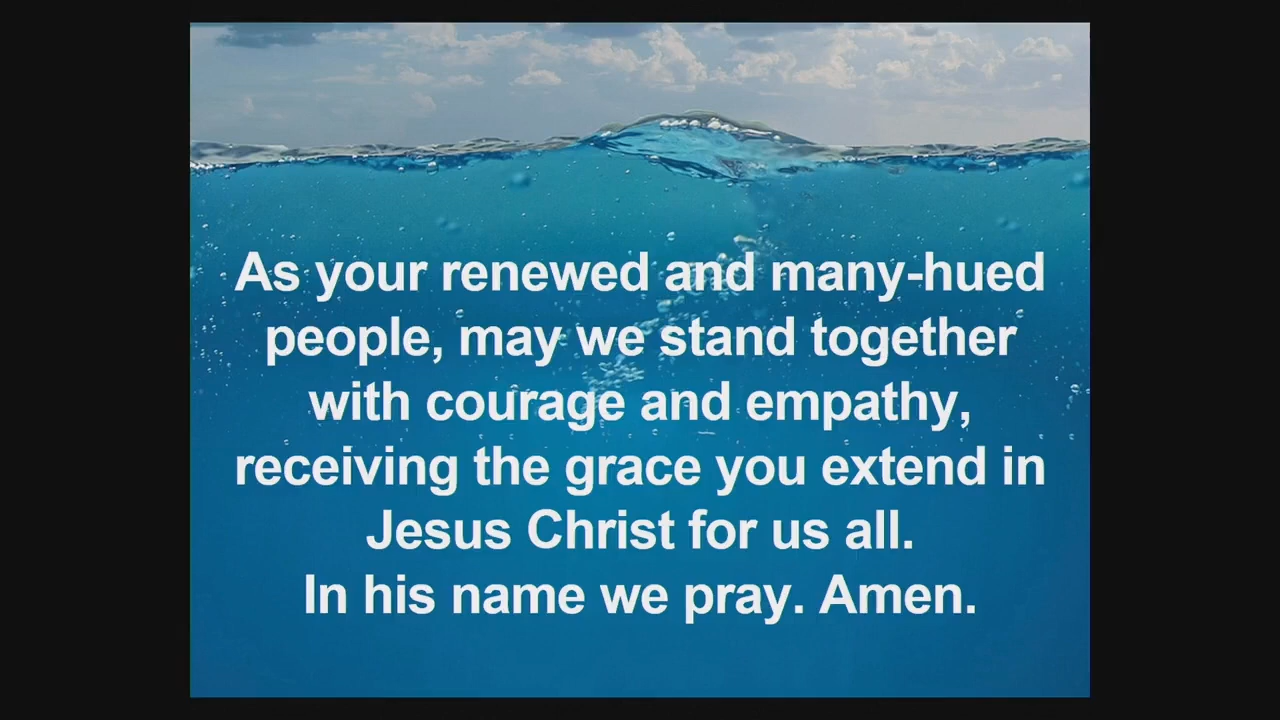 As your renewed and many-hued
people, may we stand together
with courage and empathy,
receiving the grace you extend in
Jesus Christ for us all.
In his name we pray. Amen.